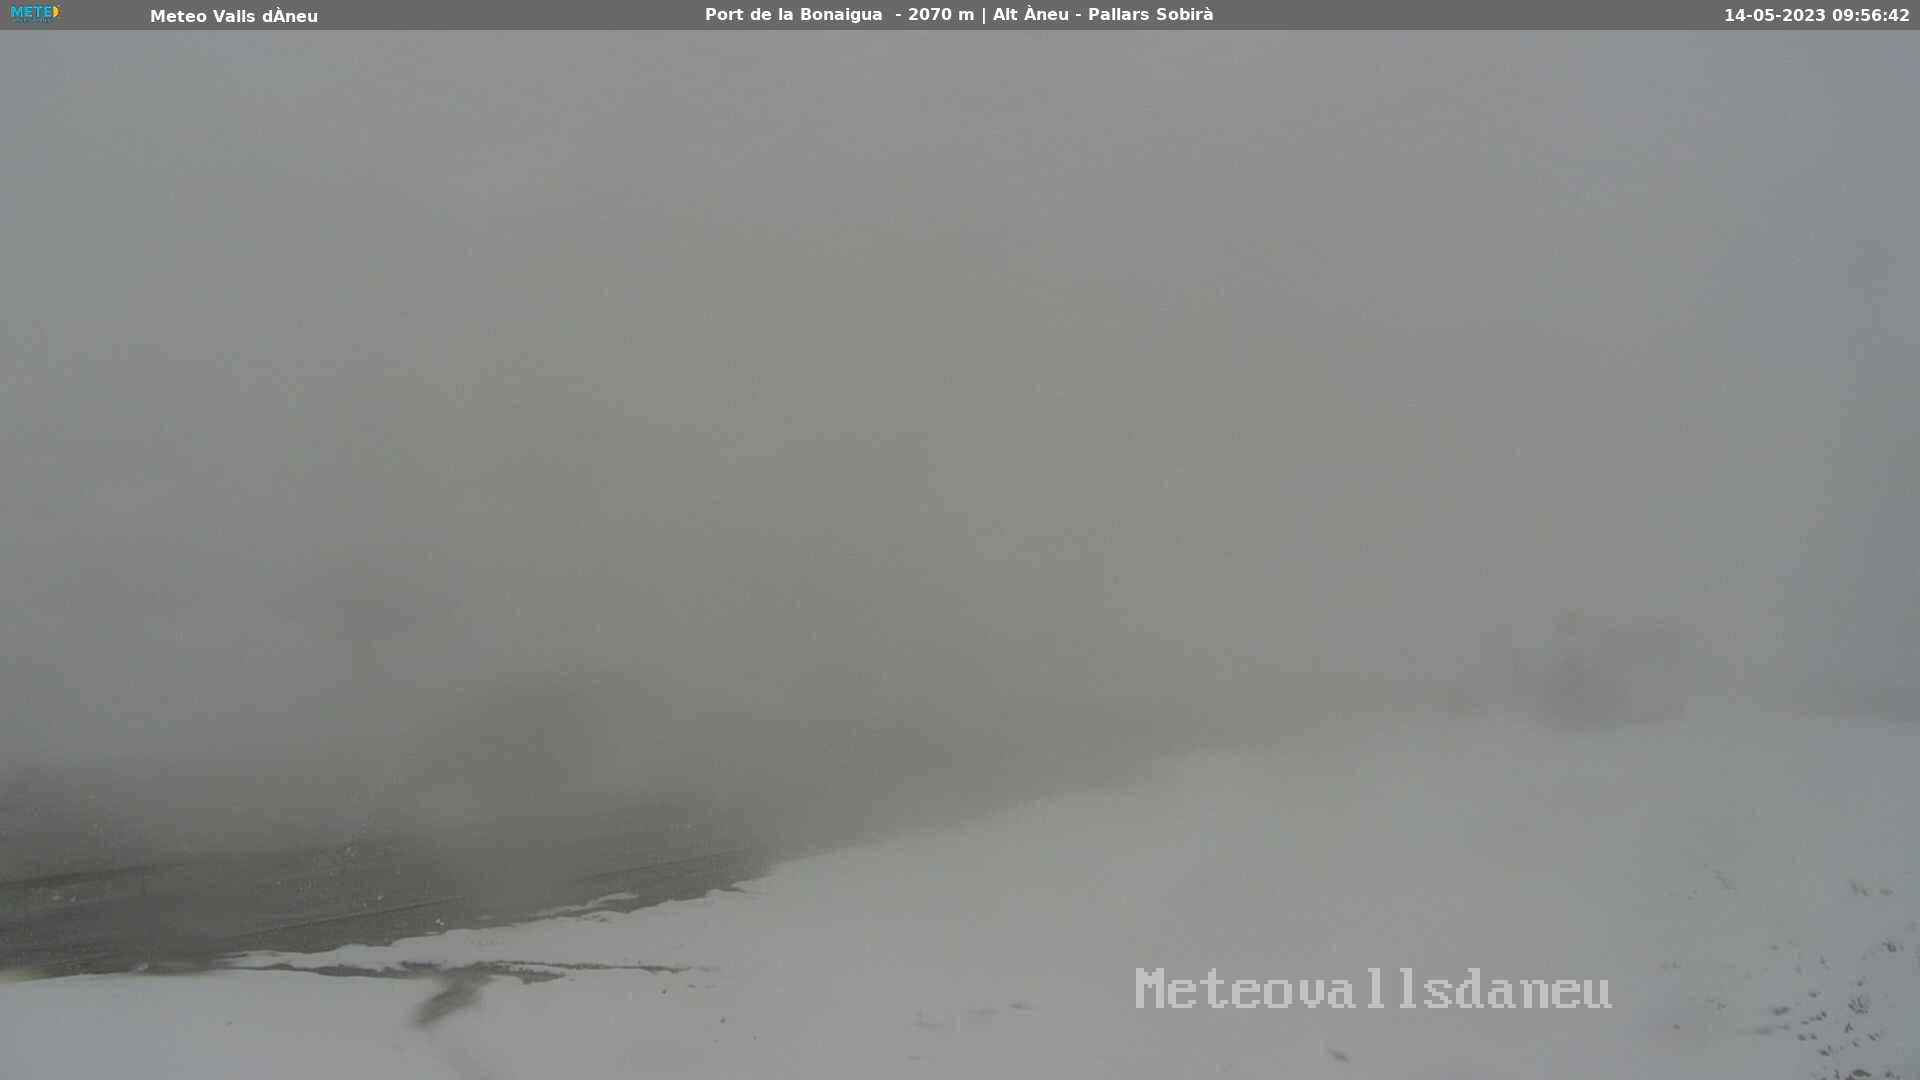 METEO
Meteo Valls dÀneu
Port de la Bonaigua  - 2070 m | Alt Àneu - Pallars Sobirà
14-05-2023 09:56:42
Meteovallsdaneu